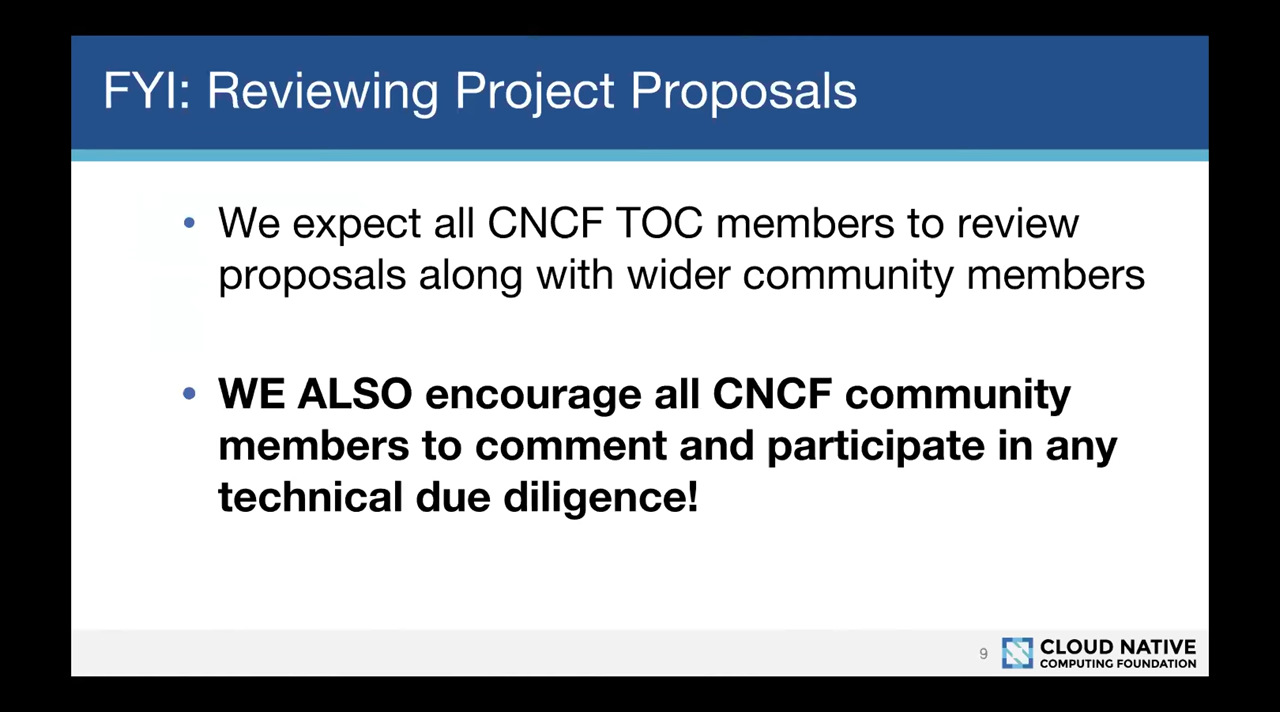 FYI: Reviewing Project Proposals
• We expect all CNCF TOC members to review
proposals along with wider community members
• WE ALSO encourage all CNCF community
members to comment and participate in any
technical due diligence!
9
CLOUD NATIVE
COMPUTING FOUNDATION